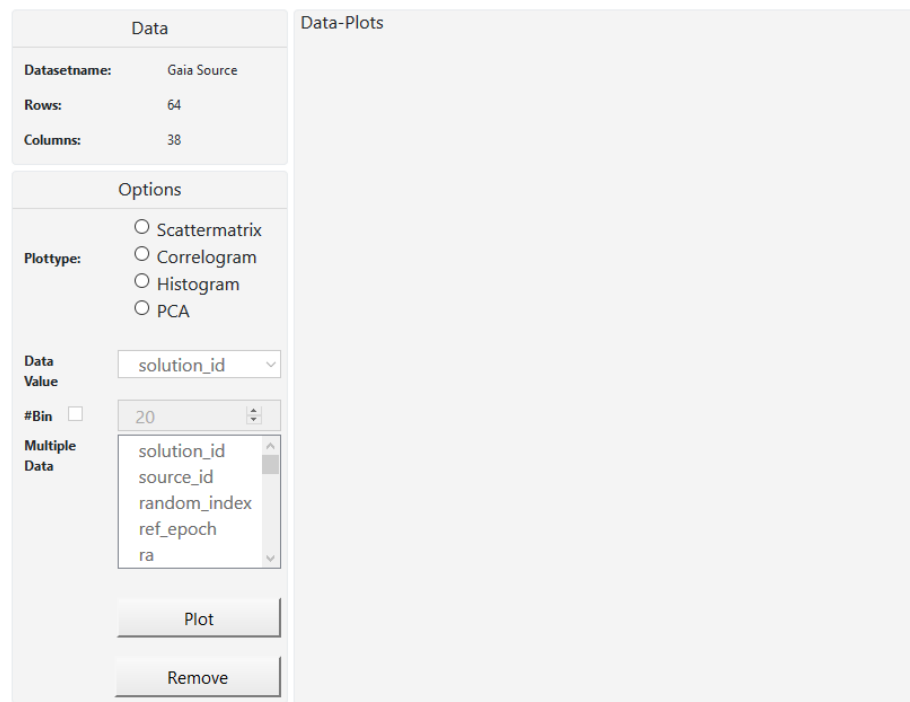 Data
Datasetname: Gaia Source
Rows: 64
Columns: 38
Options
Plottype:
Scattermatrix
Correlogram
Histogram
PCA
Data
Value
solution_id
#Bin 20
Multiple
Data
solution_id
source_id
random_index
ref_epoch
ra
Plot
Remove
Data-Plots